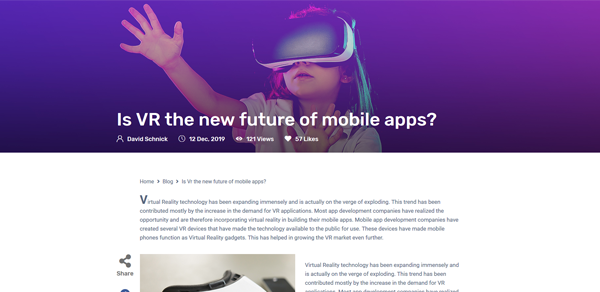 Is VR the new future of mobile apps?
David Schnick 12 Dec, 2019 121 Views 57 Likes
Home > Blog > Is Vr the new future of mobile apps?
Virtual Reality technology has been expanding immensely and is actually on the verge of exploding. This trend has been
contributed mostly by the increase in the demand for VR applications. Most app development companies have realized the
opportunity and are therefore incorporating virtual reality in building their mobile apps. Mobile app development companies have
created several VR devices that have made the technology available to the public for use. These devices have made mobile
phones function as Virtual Reality gadgets. This has helped in growing the VR market even further.
Share
Virtual Reality technology has been expanding immensely and
is actually on the verge of exploding. This trend has been
contributed mostly by the increase in the demand for VR
applications. Most app development companies have realized